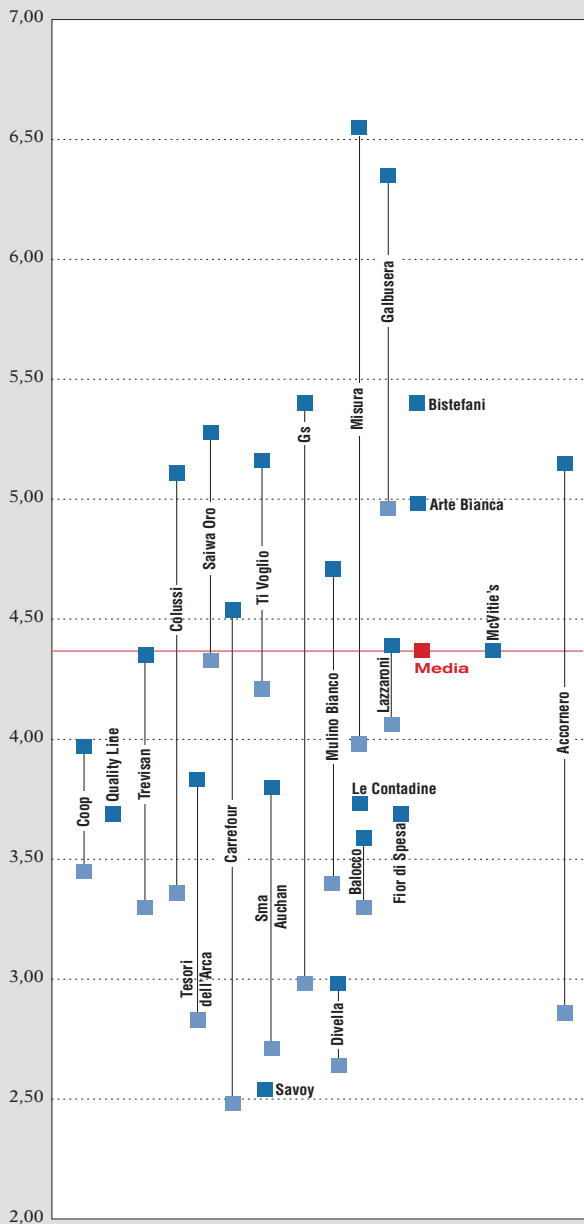 7,00
6,50
6,00
5,50
5,00
4,50
4,00
3,50
3,00
2,50
2,00
Coop
Quality Line
Trevisan
Colussi
Tesori
dell'Arca
Saiwa Oro
Carrefour
Ti Voglio
Sma
Auchan
Savoy
Gs
Mulino Bianco
Divella
Misura
Le Contadine
Balocco
Galbusera
Lazzaroni
Fior di Spesa
Bistefani
Arte Bianca
Media
McVitie's
Accornero